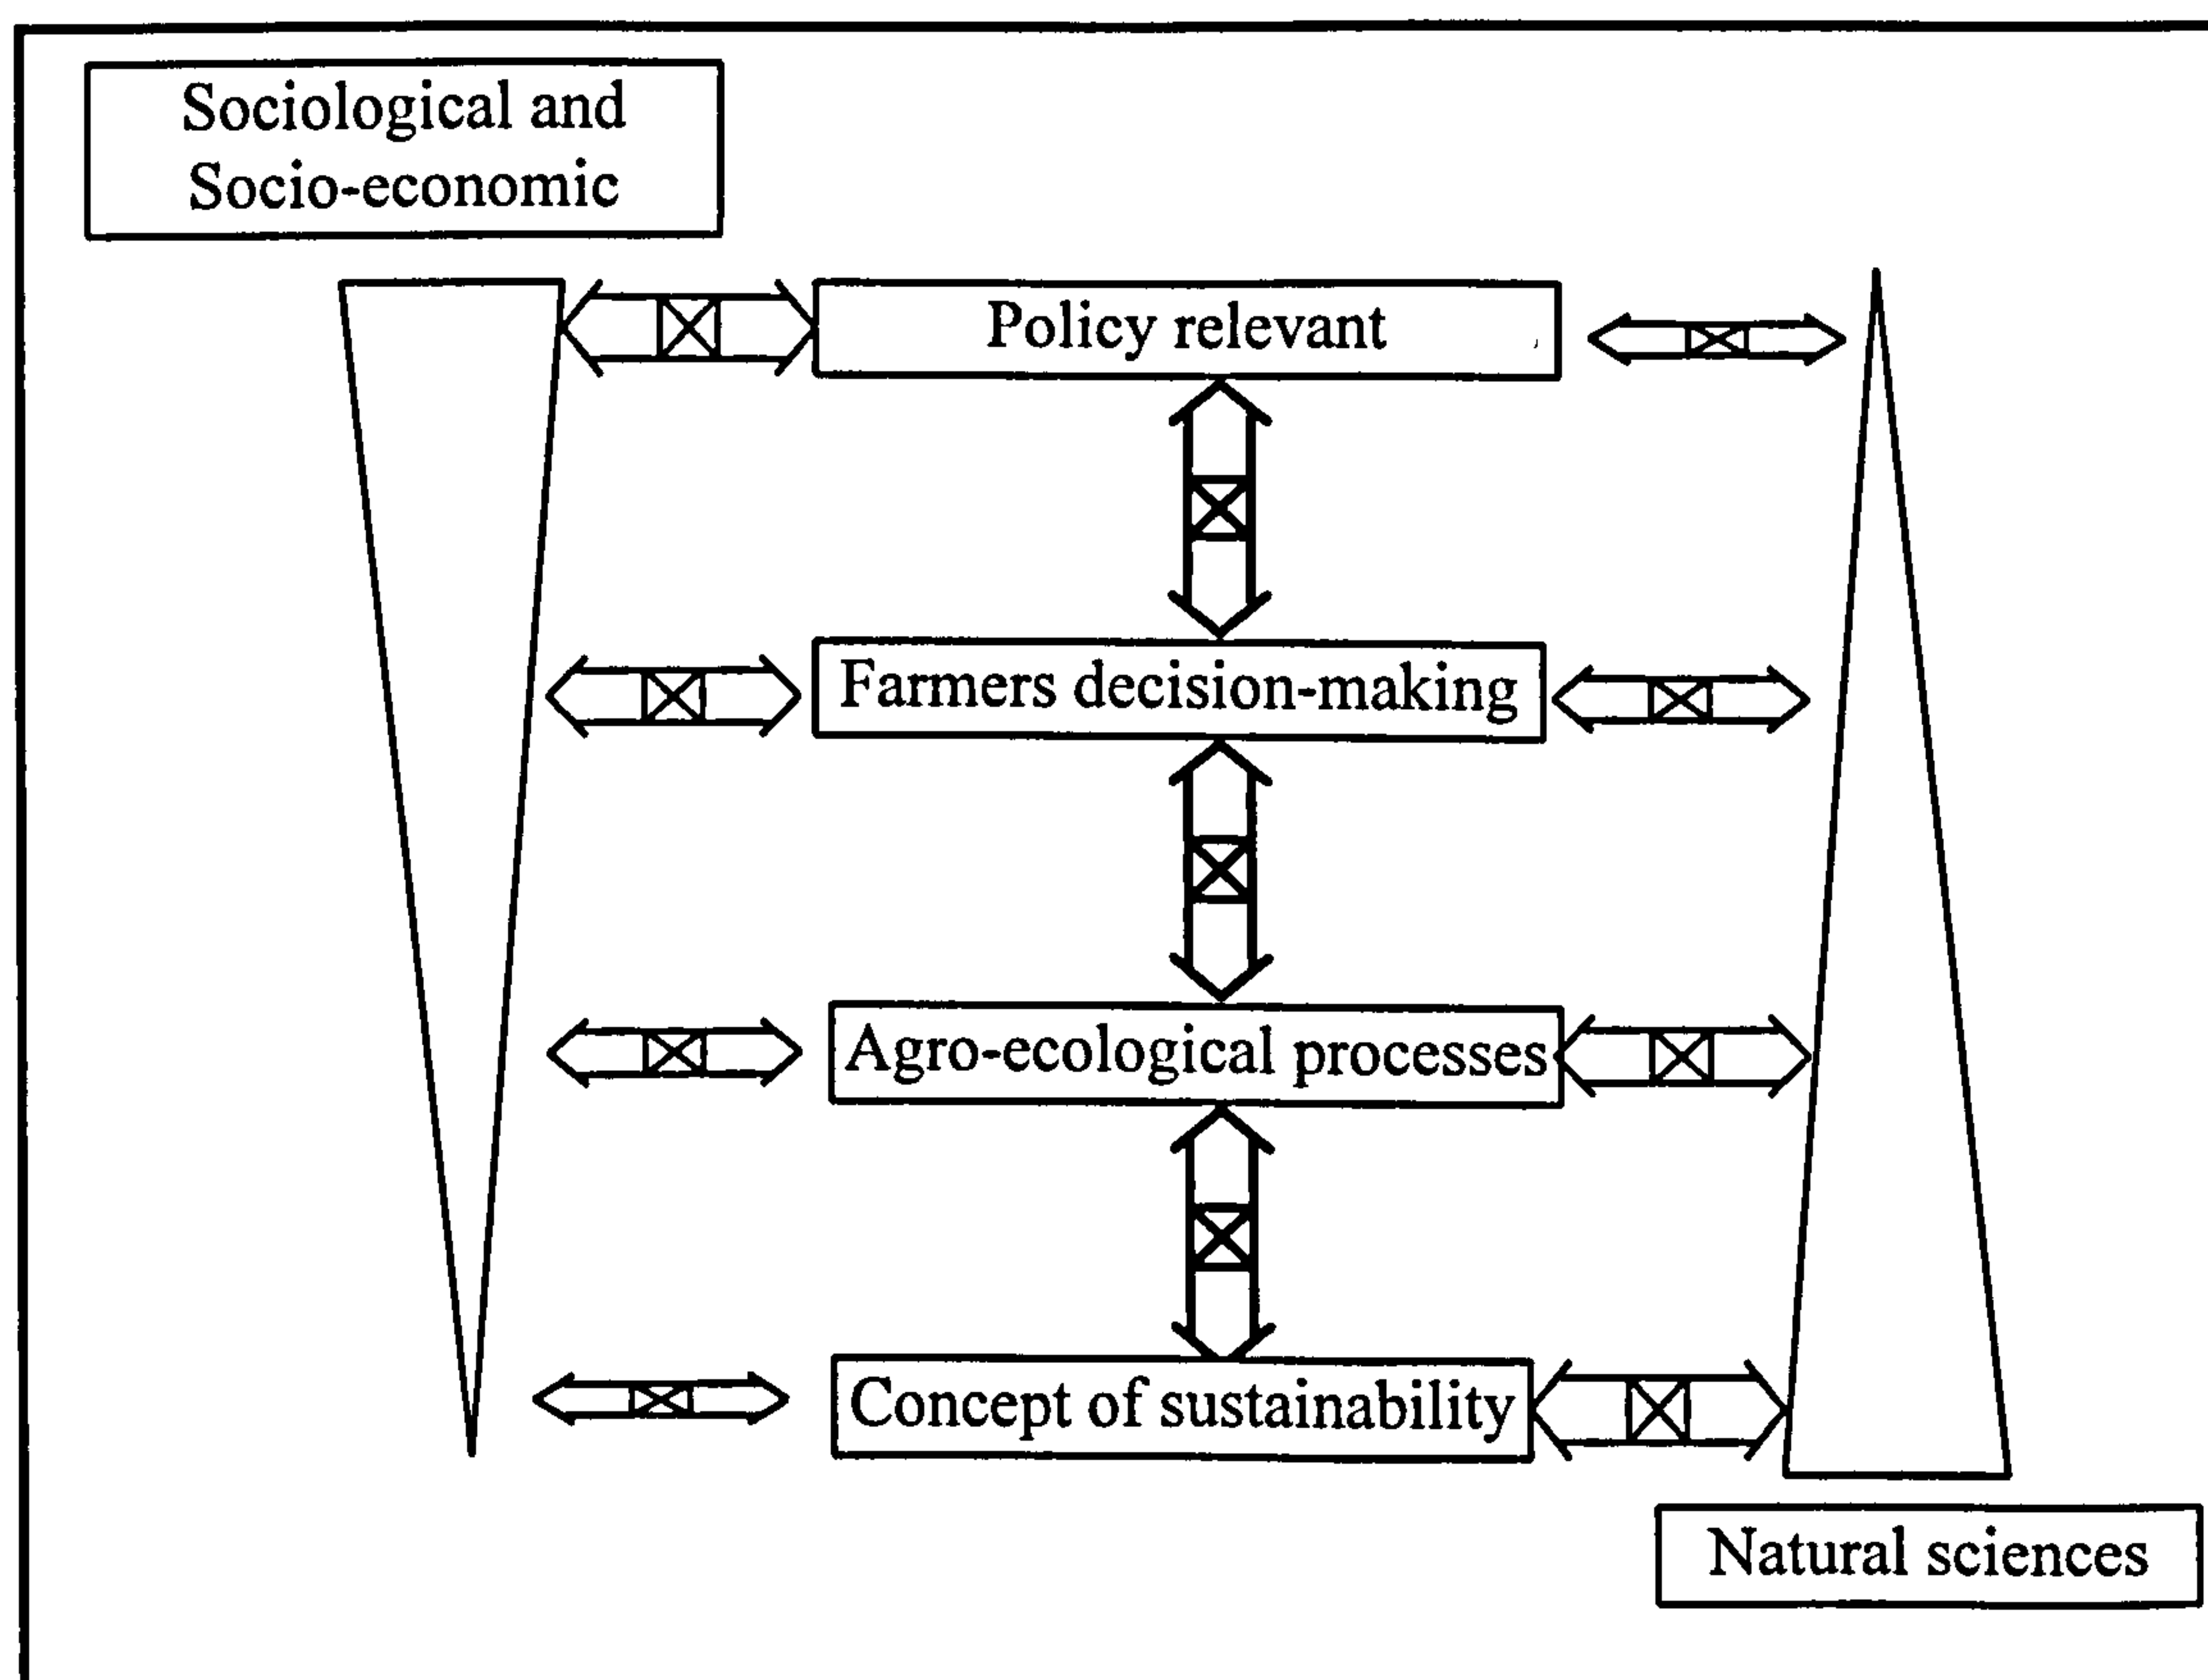 Sociological and
Socio-economic
Policy relevant
Farmers decision-making
Agro-ecological processes
Concept of sustainability
Natural sciences